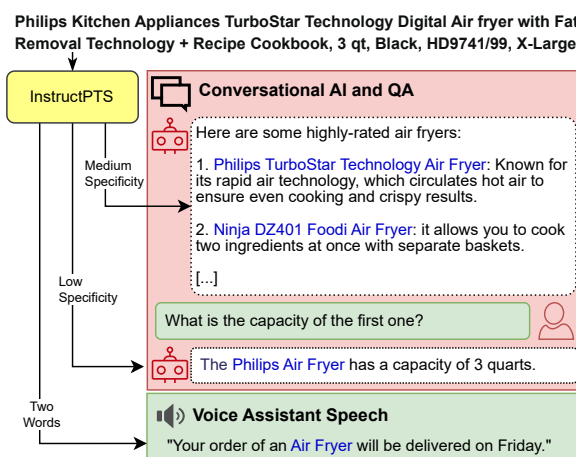 Philips Kitchen Appliances TurboStar Technology Digital Air fryer with Fat
Removal Technology + Recipe Cookbook, 3 qt, Black, HD9741/99, X-Large
InstructPTS
Conversational AI and QA
Here are some highly-rated air fryers:
Medium
Specificity
1. Philips TurboStar Technology Air Fryer: Known for
its rapid air technology, which circulates hot air to
ensure even cooking and crispy results.
2. Ninja DZ401 Foodi Air Fryer: it allows you to cook
two ingredients at once with separate baskets.
[...]
Low
Specificity
What is the capacity of the first one?
The Philips Air Fryer has a capacity of 3 quarts.
Two
Words
Voice Assistant Speech
"Your order of an Air Fryer will be delivered on Friday."